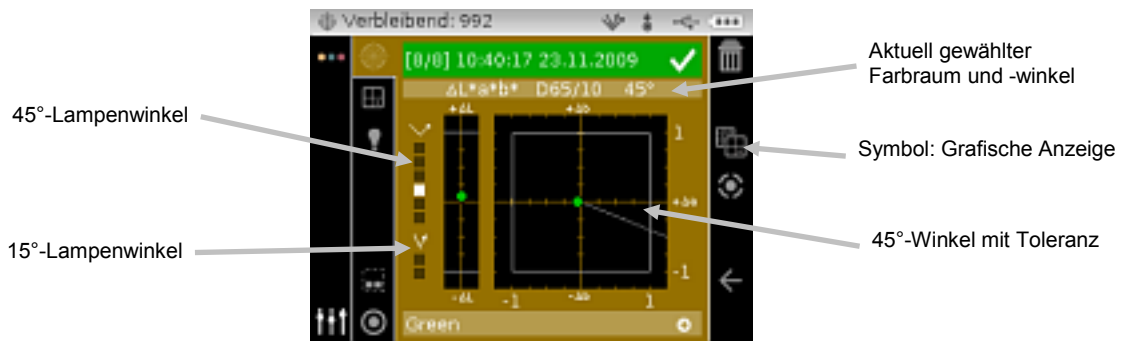 Verbleibend: 992
[8/8] 10:40:17 23.11.2009
ΔL*a*b* D65/10 45°
+ΔL
+Δb
1
+Δa
-1
-ΔL
-1
-Δb
1
Green
45°-Lampenwinkel
15°-Lampenwinkel
Aktuell gewählter
Farbraum und -winkel
Symbol: Grafische Anzeige
45°-Winkel mit Toleranz